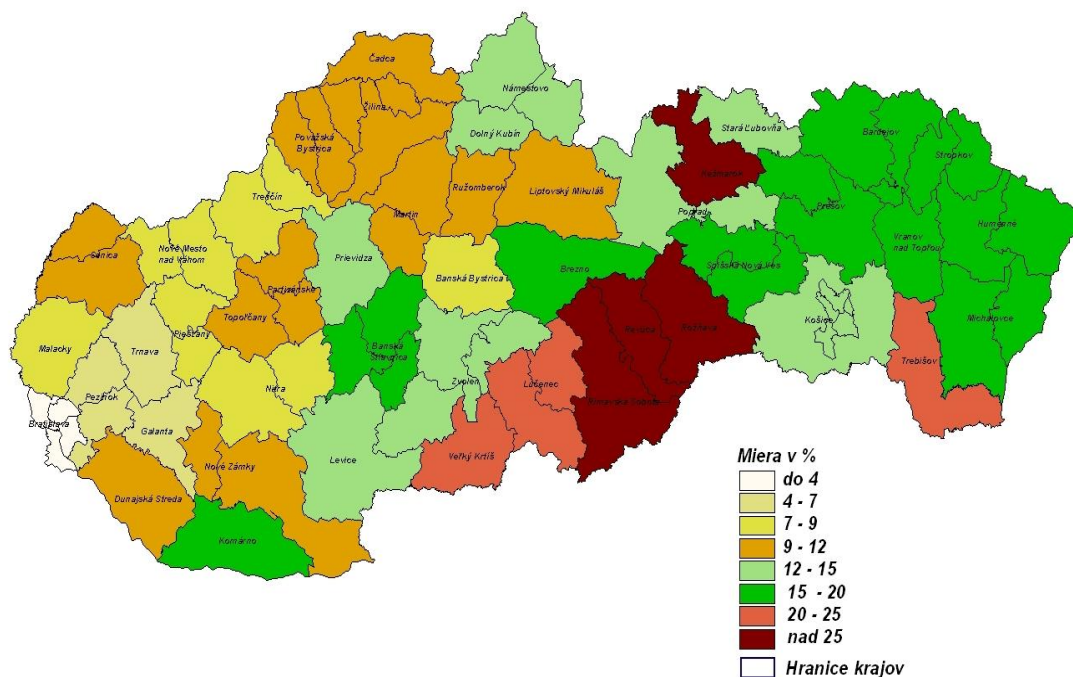 Čadca
Námestovo
Žilina
Dolný Kubín
Stará Ľubovňa
Bardejov
Považská
Bystrica
Stropkov
Ružomberok
Liptovský Mikuláš
Kežmarok
Trenčín
Martin
Poprad
Prešov
Humenné
Senica
Nové Mesto
nad Váhom
Prievidza
Vranov
nad Topľou
Banská Bystrica
Brezno
Spišská Nová Ves
Partizánske
Topoľčany
Michalovce
Malacky
Trnava
Piešťany
Banská
Štiavnica
Košice
Zvolen
Lučenec
Trebišov
Nitra
Pezinok
Rimavská Sobota
Bratislava
Galanta
Levice
Veľký Krtíš
Nové Zámky
Dunajská Streda
Komárno
Miera v %
do 4
4 - 7
7 - 9
9 - 12
12 - 15
15 - 20
20 - 25
nad 25
Hranice krajov